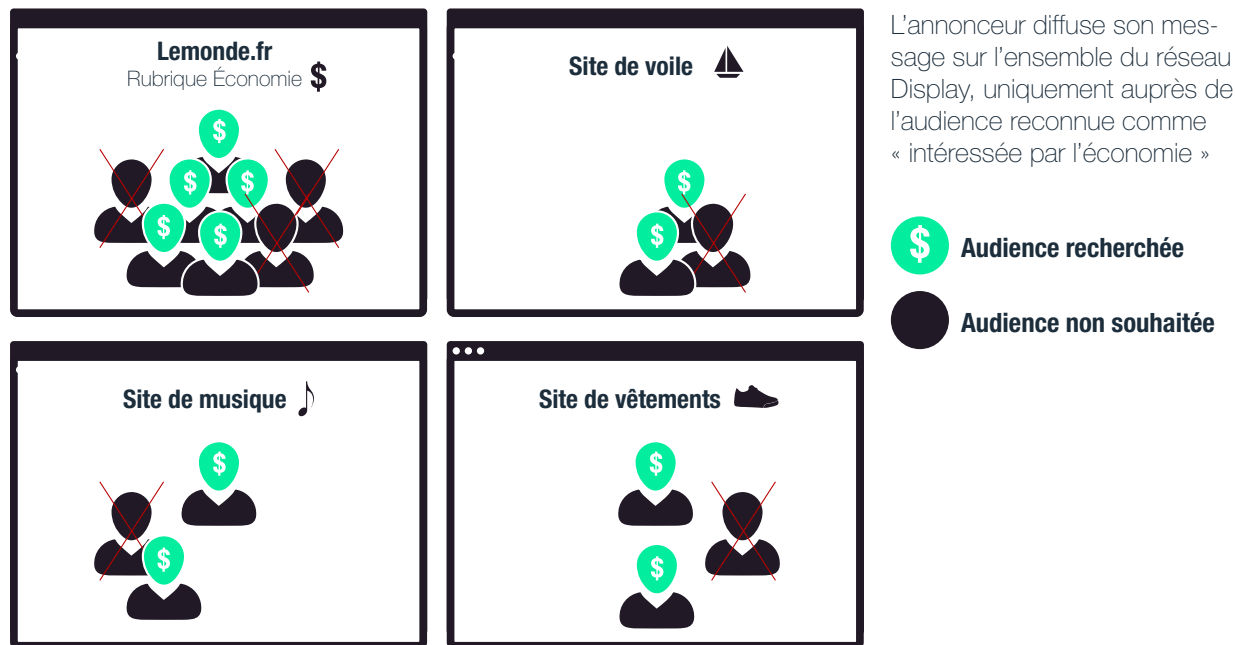 Lemonde.fr
Rubrique Économie $
$
$
$
$
$
Site de voile
$
$
L’annonceur diffuse son mes-
sage sur l’ensemble du réseau
Display, uniquement auprès de
l’audience reconnue comme
« intéressée par l’économie »
$ Audience recherchée
Audience non souhaitée
Site de musique
$
$
Site de vêtements
$
$